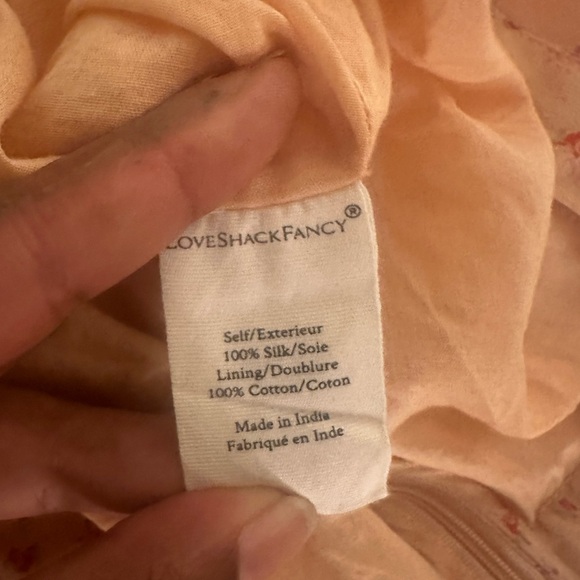 LOVESHACKFANCY®
Self/Exterieur
100% Silk/Soie
Lining/Doublure
100% Cotton/Coton
Made in India
Fabriqué en Inde